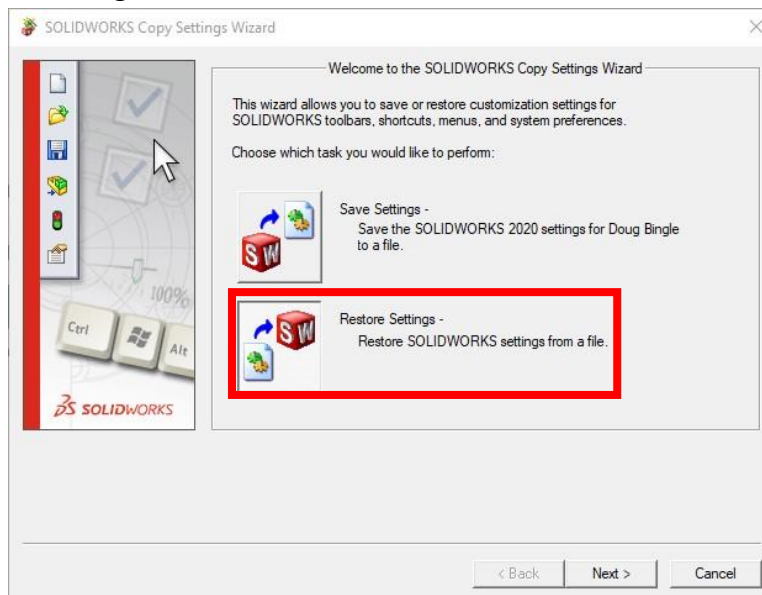 SOLIDWORKS Copy Settings Wizard
Welcome to the SOLIDWORKS Copy Settings Wizard
This wizard allows you to save or restore customization settings for
SOLIDWORKS toolbars, shortcuts, menus, and system preferences.
Choose which task you would like to perform:
SW
Save Settings -
Save the SOLIDWORKS 2020 settings for Doug Bingle
to a file.
100%
SW
Restore Settings -
Restore SOLIDWORKS settings from a file.
Ctrl
Alt
SOLIDWORKS
< Back
Next >
Cancel